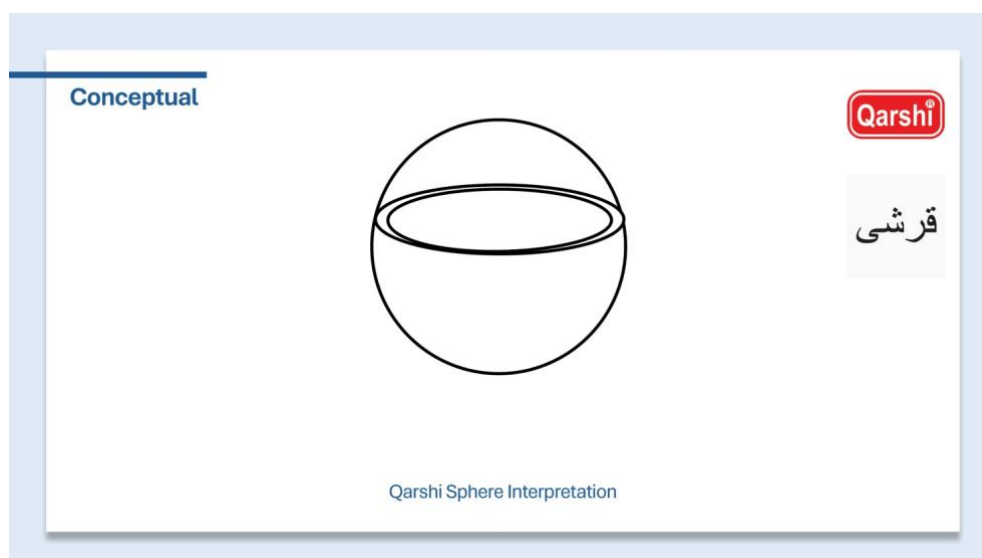 Conceptual
Qarshi®
قرشی
Qarshi Sphere Interpretation